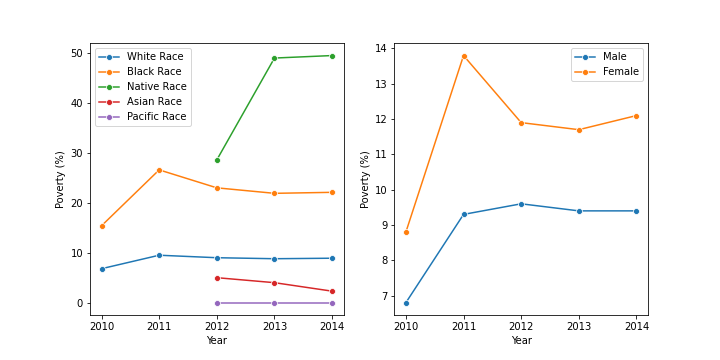 White Race
Black Race
Native Race
Asian Race
Pacific Race
50
40
30
20
10
0
Poverty (%)
2010 2011 2012 2013 2014
Year
Male
Female
14
13
12
11
10
9
8
7
Poverty (%)
2010 2011 2012 2013 2014
Year